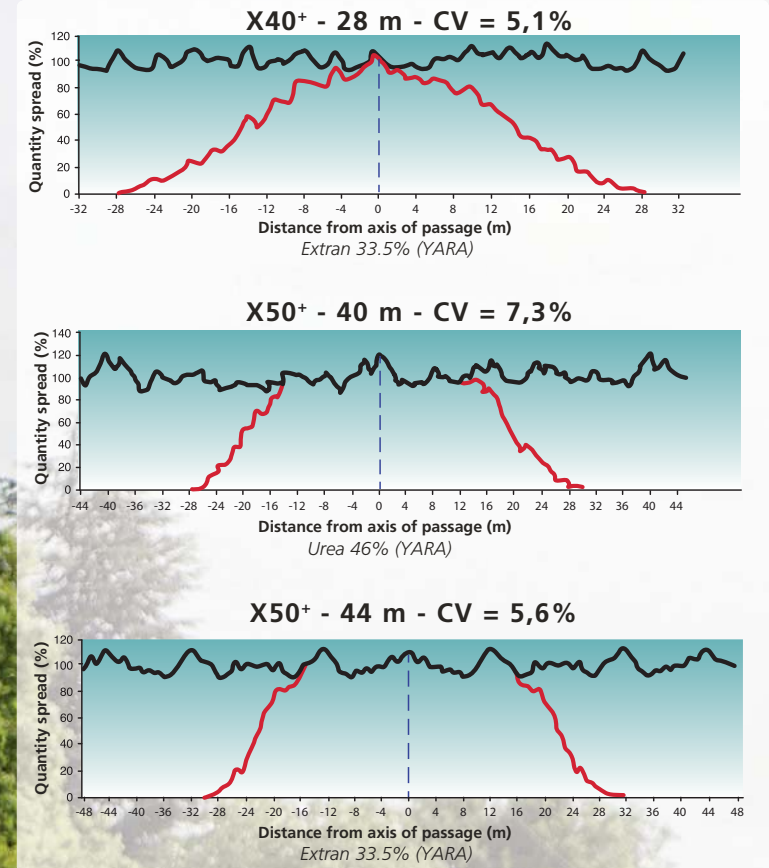 X40⁺ - 28 m - CV = 5,1%
Quantity spread (%)
120
100
80
60
40
20
0
-32 -28 -24 -20 -16 -12 -8 -4 0 4 8 12 16 20 24 28 32
Distance from axis of passage (m)
Extran 33.5% (YARA)
X50⁺ - 40 m - CV = 7,3%
Quantity spread (%)
140
120
100
80
60
40
20
0
-44 -40 -36 -32 -28 -24 -20 -16 -12 -8 -4 0 4 8 12 16 20 24 28 32 36 40 44
Distance from axis of passage (m)
Urea 46% (YARA)
X50⁺ - 44 m - CV = 5,6%
Quantity spread (%)
120
100
80
60
40
20
0
-48 -44 -36 -32 -28 -24 -20 -16 -12 -8 -4 0 4 8 12 16 20 24 28 32 36 40 44 48
Distance from axis of passage (m)
Extran 33.5% (YARA)